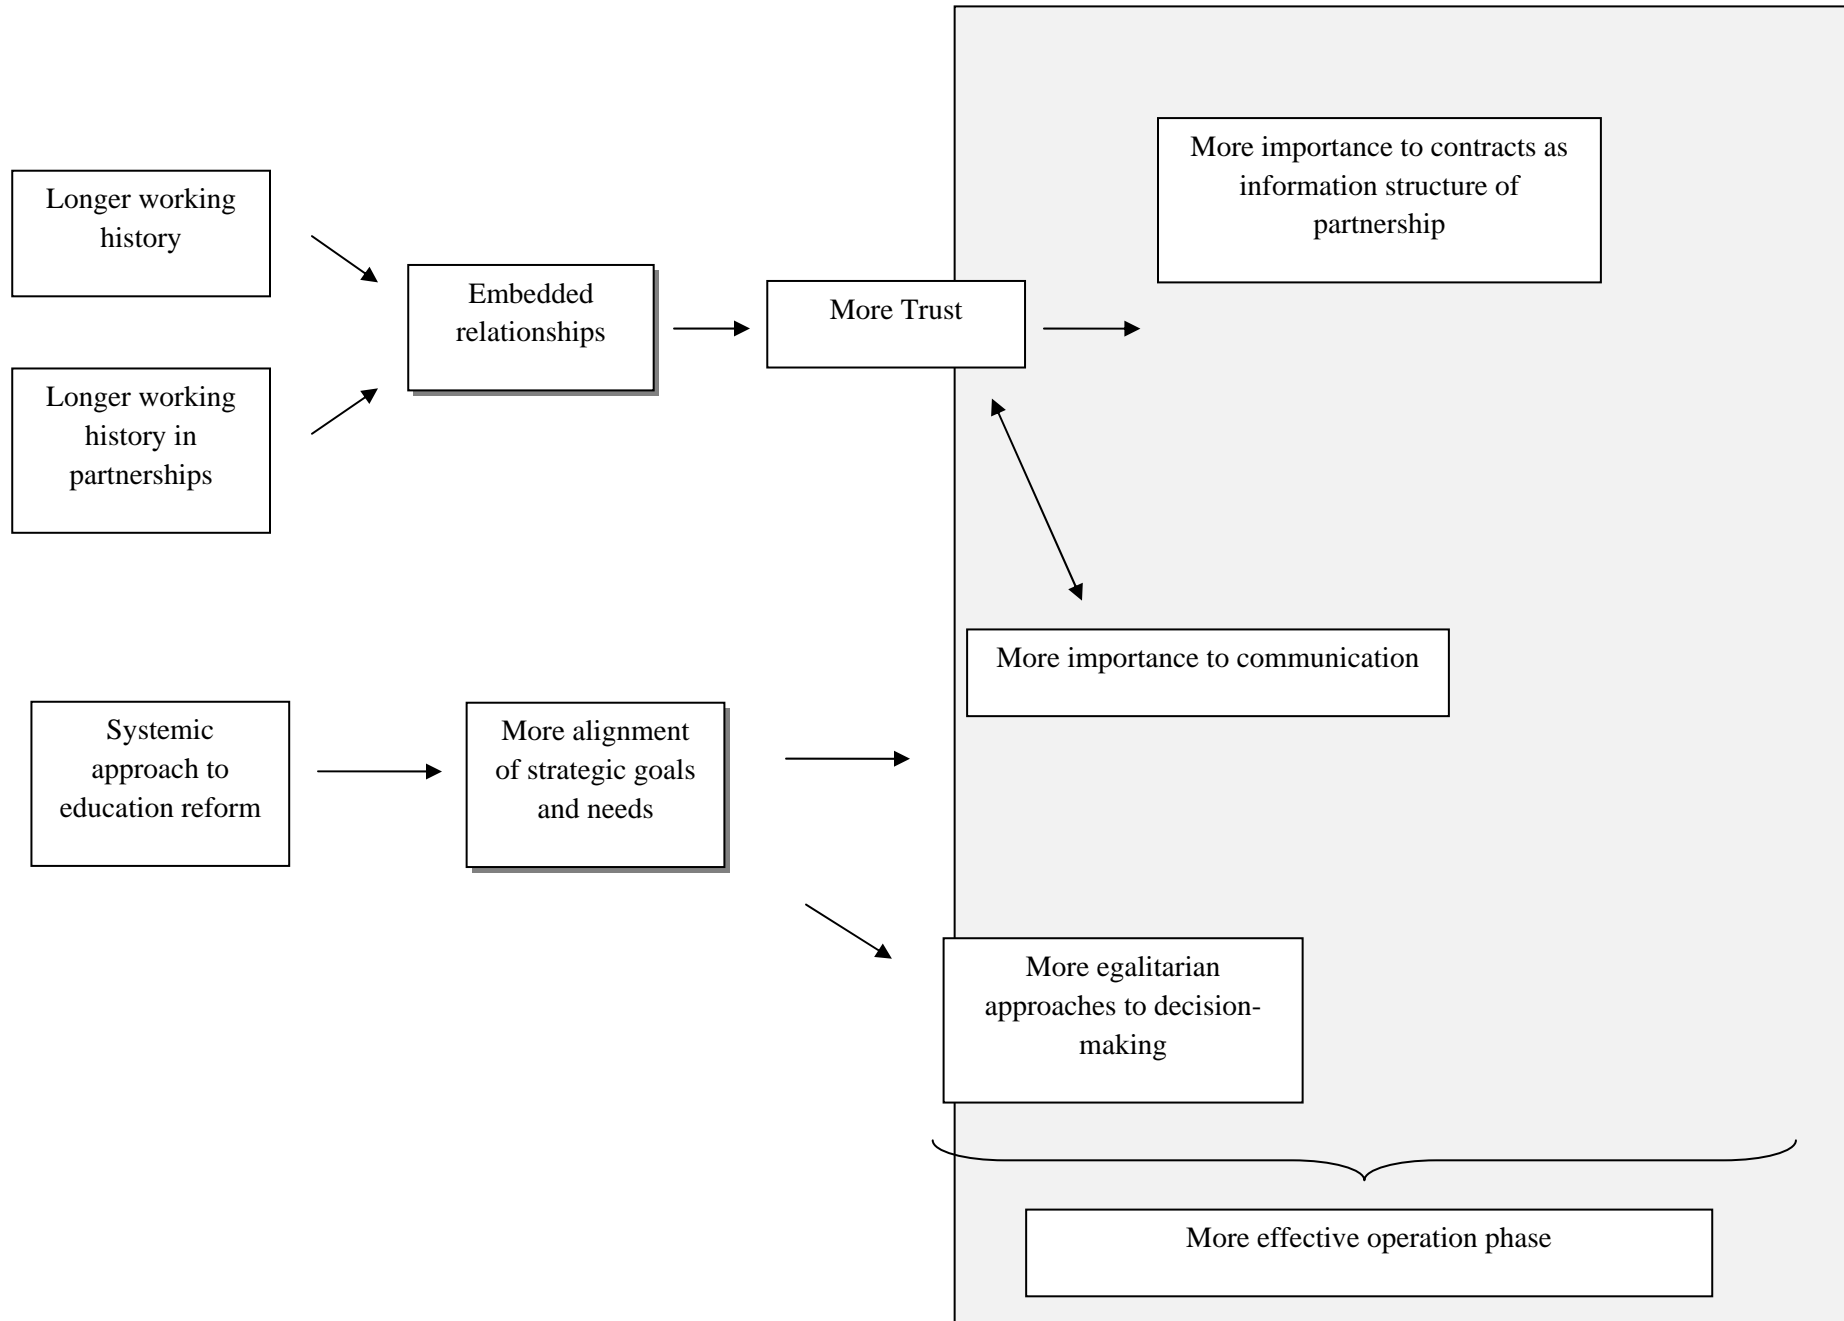 More importance to contracts as
information structure of
partnership
Longer working
history
Embedded
relationships
More Trust
Longer working
history in
partnerships
More importance to communication
Systemic
approach to
education reform
More alignment
of strategic goals
and needs
More egalitarian
approaches to decision-
making
More effective operation phase